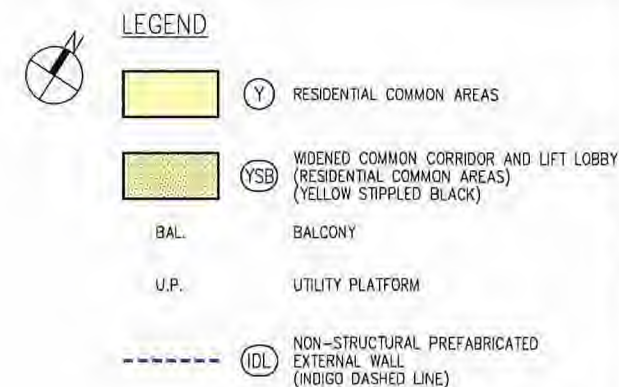 LEGEND
N
Y RESIDENTIAL COMMON AREAS
YSB WIDENED COMMON CORRIDOR AND LIFT LOBBY
(RESIDENTIAL COMMON AREAS)
(YELLOW STIPPLED BLACK)
BAL. BALCONY
U.P. UTILITY PLATFORM
IDL NON-STRUCTURAL PREFABRICATED
EXTERNAL WALL
(INDIGO DASHED LINE)